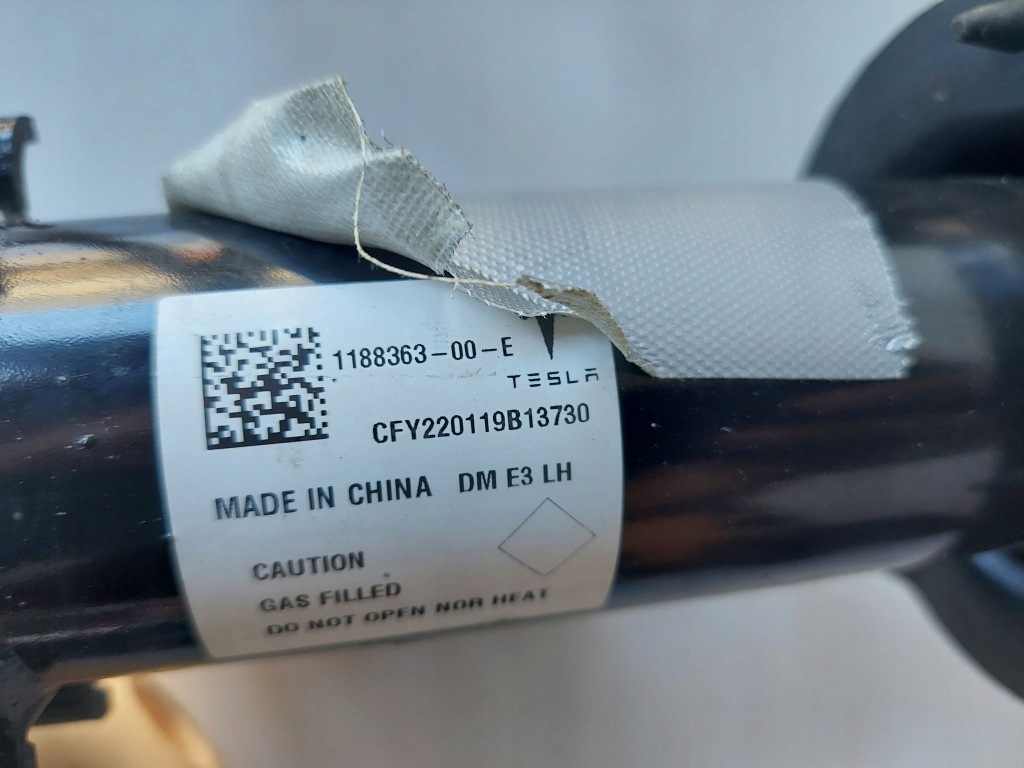 1188363-00-E
TESLA
CFY220119B13730
MADE IN CHINA DM E3 LH
CAUTION
GAS FILLED
DO NOT OPEN NOR HEAT